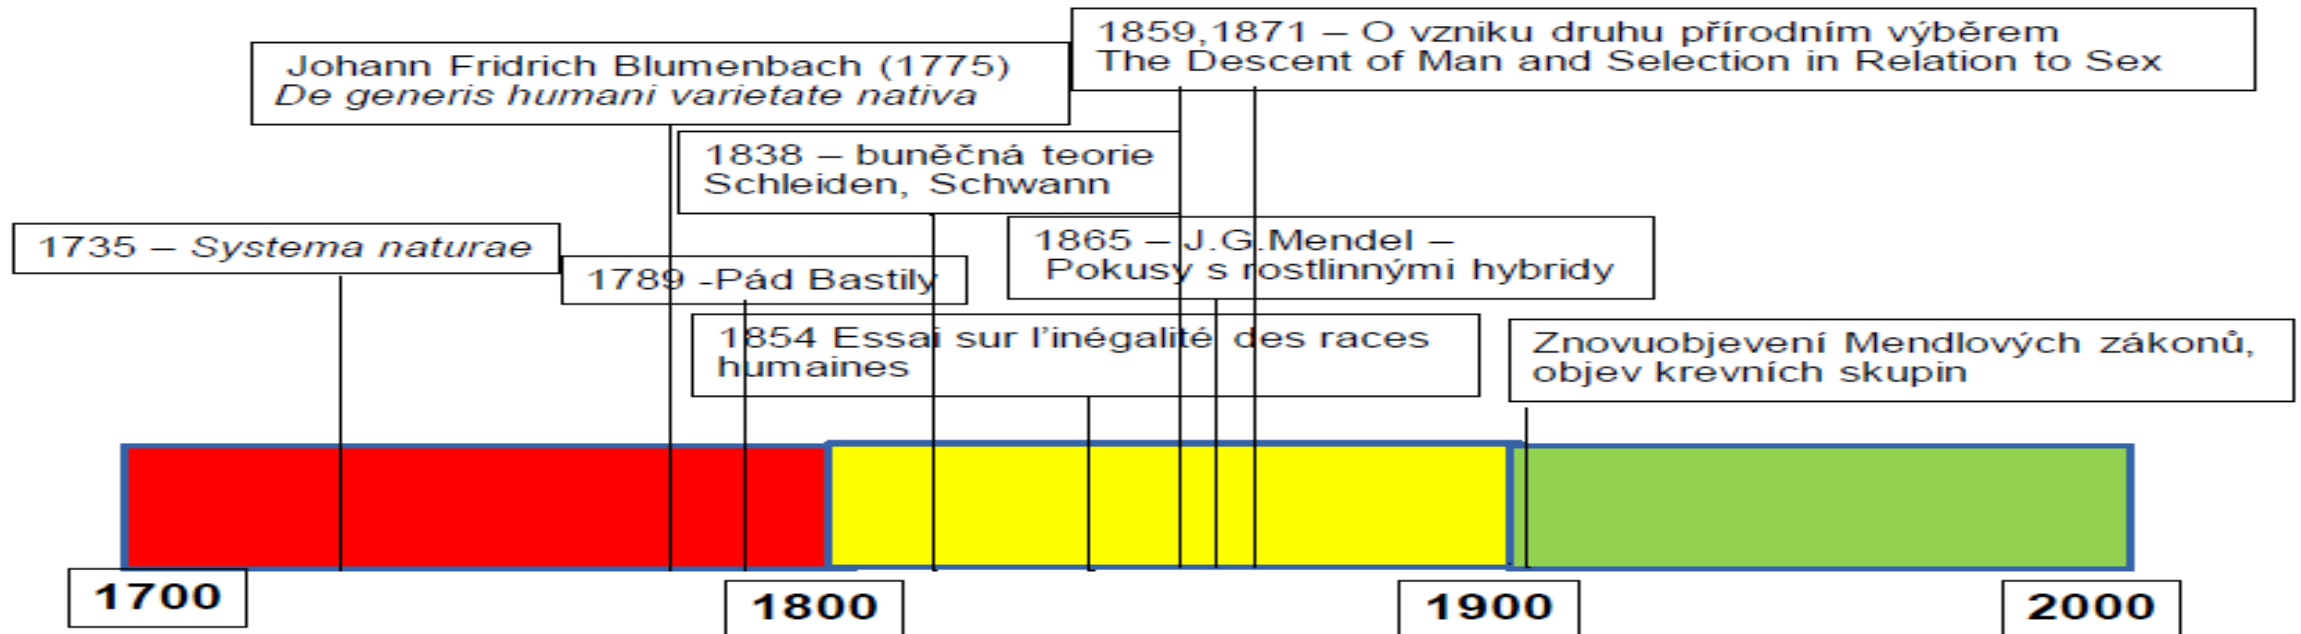 1859,1871 – O vzniku druhu přírodním výběrem
The Descent of Man and Selection in Relation to Sex
Johann Fridrich Blumenbach (1775)
De generis humani varietate nativa
1838 – buněčná teorie
Schleiden, Schwann
1735 – Systema naturae
1789 -Pád Bastily
1865 – J.G.Mendel –
Pokusy s rostlinnými hybridy
1854 Essai sur l’inégalité des races
humaines
Znovuobjevení Mendlových zákonů,
objev krevních skupin
1700
1800
1900
2000